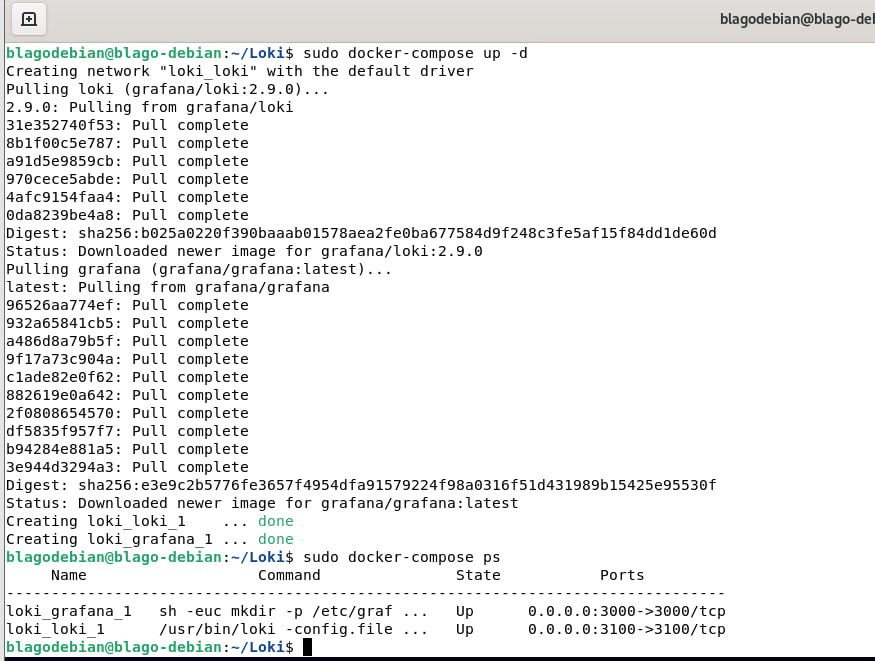 blagodebian@blago-de
blagodebian@blago-debian:~/Loki$ sudo docker-compose up -d
Creating network "loki_loki" with the default driver
Pulling loki (grafana/loki:2.9.0)...
2.9.0: Pulling from grafana/loki
31e352740f53: Pull complete
8b1f00c5e787: Pull complete
a91d5e9859cb: Pull complete
970cece5abde: Pull complete
4afc9154faa4: Pull complete
0da8239be4a8: Pull complete
Digest: sha256:b025a0220f390baaab01578aea2fe0ba677584d9f248c3fe5af15f84dd1de60d
Status: Downloaded newer image for grafana/loki:2.9.0
Pulling grafana (grafana/grafana:latest)...
latest: Pulling from grafana/grafana
96526aa774ef: Pull complete
932a65841cb5: Pull complete
a486d8a79b5f: Pull complete
9f17a73c904a: Pull complete
c1ade82e0f62: Pull complete
882619e0a642: Pull complete
2f0808654570: Pull complete
df5835f957f7: Pull complete
b94284e881a5: Pull complete
3e944d3294a3: Pull complete
Digest: sha256:e3e9c2b5776fe3657f4954dfa91579224f98a0316f51d431989b15425e95530f
Status: Downloaded newer image for grafana/grafana:latest
Creating loki_loki_1    ... done
Creating loki_grafana_1 ... done
blagodebian@blago-debian:~/Loki$ sudo docker-compose ps
     Name                   Command               State           Ports
--------------------------------------------------------------------------------
loki_grafana_1   sh -euc mkdir -p /etc/graf ...   Up      0.0.0.0:3000->3000/tcp
loki_loki_1      /usr/bin/loki -config.file ...   Up      0.0.0.0:3100->3100/tcp
blagodebian@blago-debian:~/Loki$